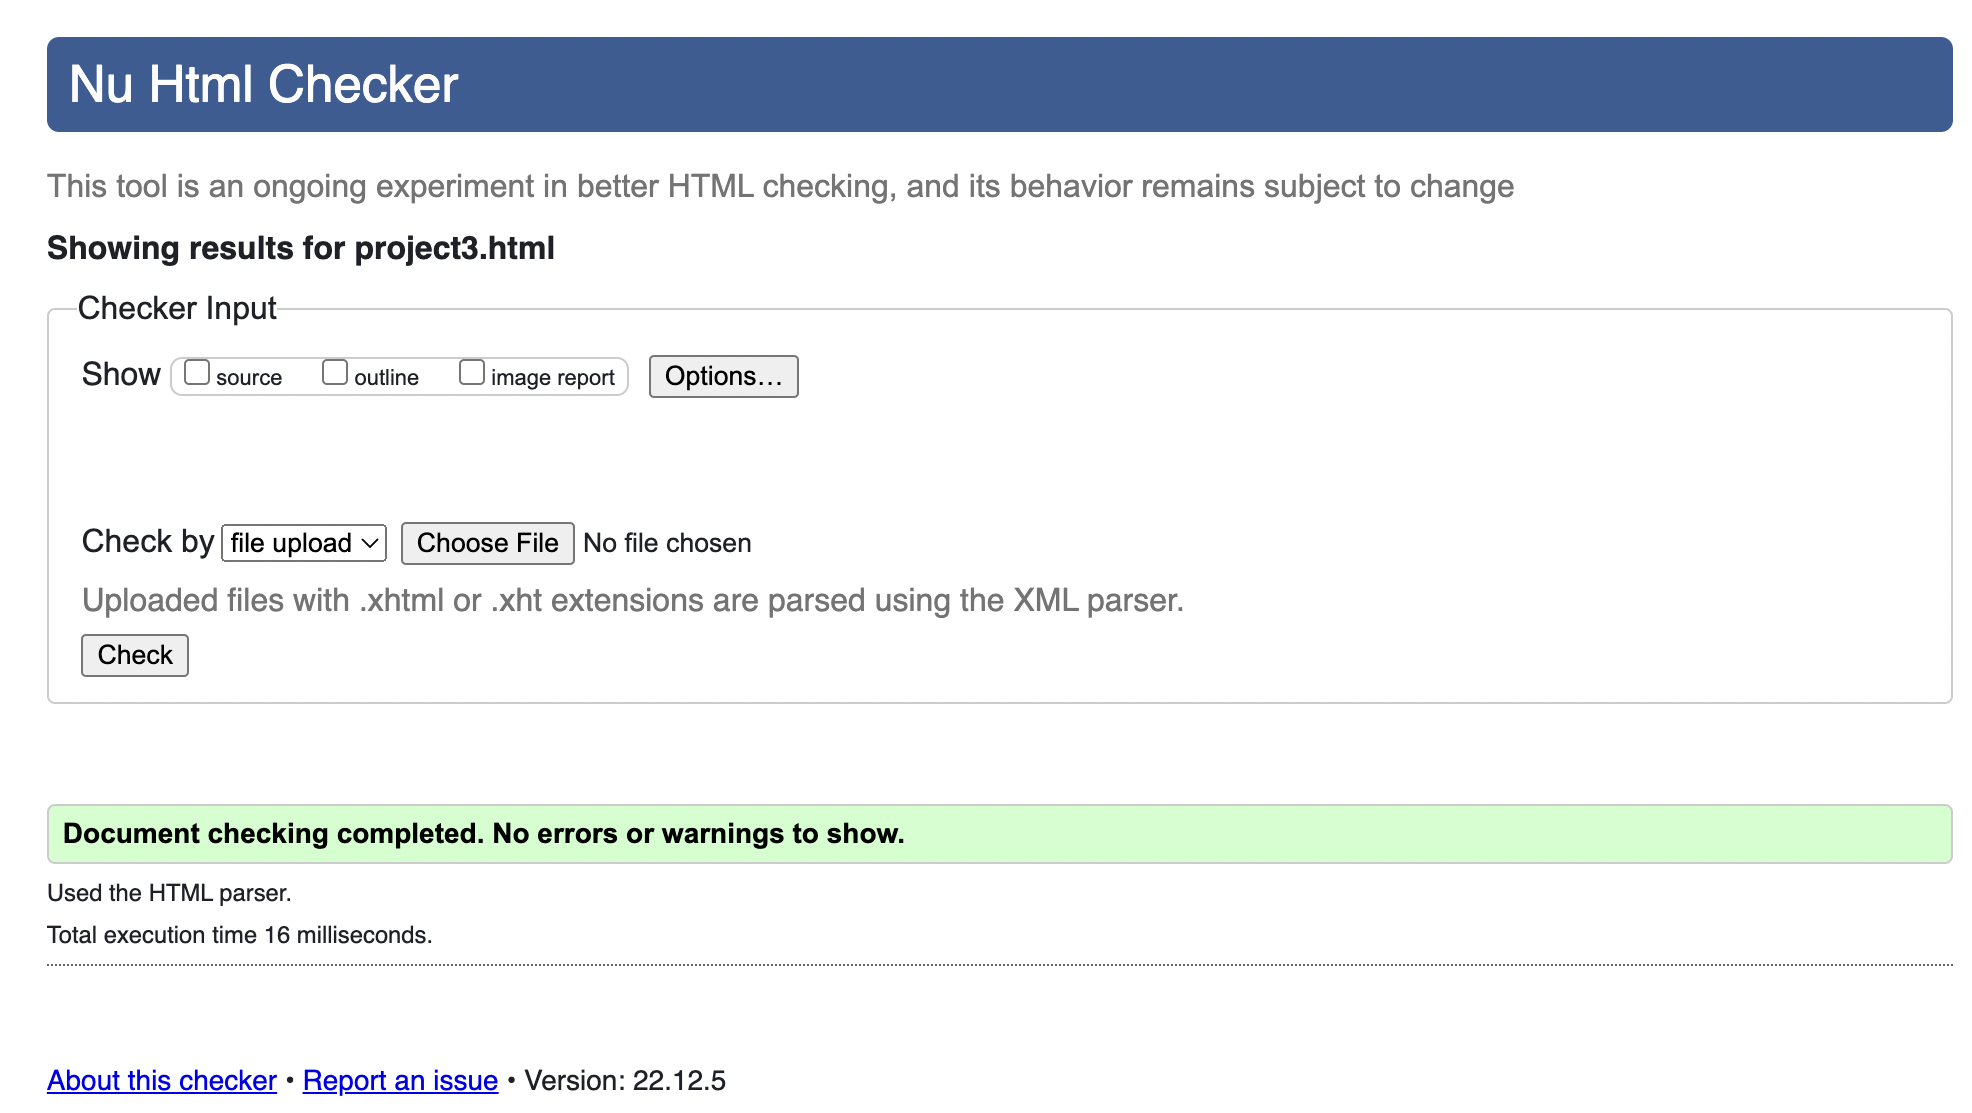 Nu Html Checker
This tool is an ongoing experiment in better HTML checking, and its behavior remains subject to change
Showing results for project3.html
Checker Input
Show source outline image report Options...
Check by file upload Choose File No file chosen
Uploaded files with .xhtml or .xht extensions are parsed using the XML parser.
Check
Document checking completed. No errors or warnings to show.
Used the HTML parser.
Total execution time 16 milliseconds.
About this checker • Report an issue • Version: 22.12.5